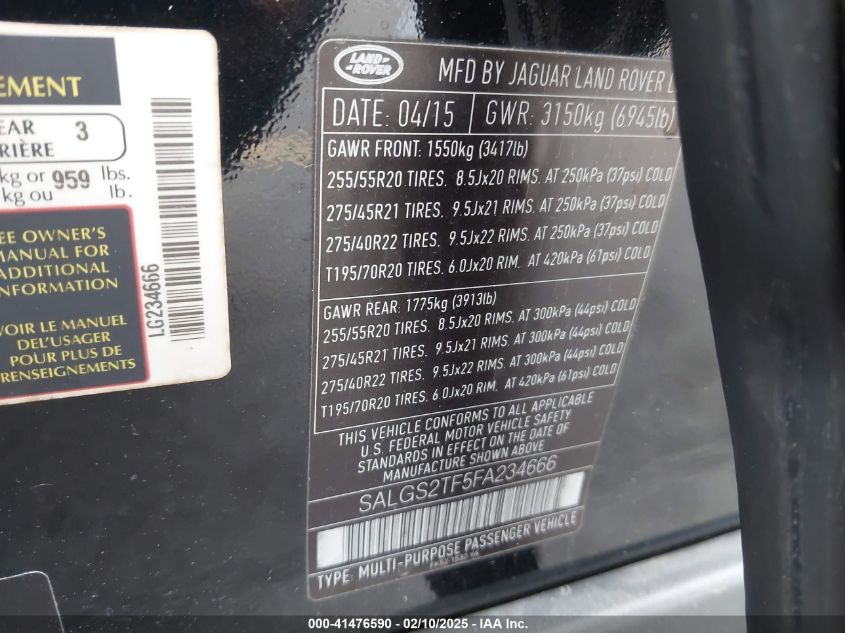 EMENT
EAR 3
RIÈRE
kg or 959 lbs.
kg ou lb.
EE OWNER'S
MANUAL FOR
ADDITIONAL
INFORMATION
VOIR LE MANUEL
DE L'USAGER
POUR PLUS DE
RENSEIGNEMENTS
LG234666
LAND
ROVER
MFD BY JAGUAR LAND ROVER L
DATE: 04/15 GWR: 3150kg (6.945lb)
GAWR FRONT: 1550kg (3417lb)
255/55R20 TIRES. 8.5Jx20 RIMS. AT 250kPa (37psi) COLD
275/45R21 TIRES. 9.5Jx21 RIMS. AT 250kPa (37psi) COLD
275/40R22 TIRES. 9.5Jx22 RIMS. AT 250kPa (37psi) COLD
T195/70R20 TIRES. 6.0Jx20 RIM. AT 420kPa (61psi) COLD
GAWR REAR: 1775kg (3913lb)
255/55R20 TIRES. 8.5Jx20 RIMS. AT 300kPa (44psi) COLD
275/45R21 TIRES. 9.5Jx21 RIMS. AT 300kPa (44psi) COLD
275/40R22 TIRES. 9.5Jx22 RIMS. AT 300kPa (44psi) COLD
T195/70R20 TIRES. 6.0Jx20 RIM. AT 420kPa (61psi) COLD
THIS VEHICLE CONFORMS TO ALL APPLICABLE
U.S. FEDERAL MOTOR VEHICLE SAFETY
STANDARDS IN EFFECT ON THE DATE OF
MANUFACTURE SHOWN ABOVE.
SALGS2TF5FA234666
TYPE: MULTI-PURPOSE PASSENGER VEHICLE
000-41476590 - 02/10/2025 - IAA Inc.